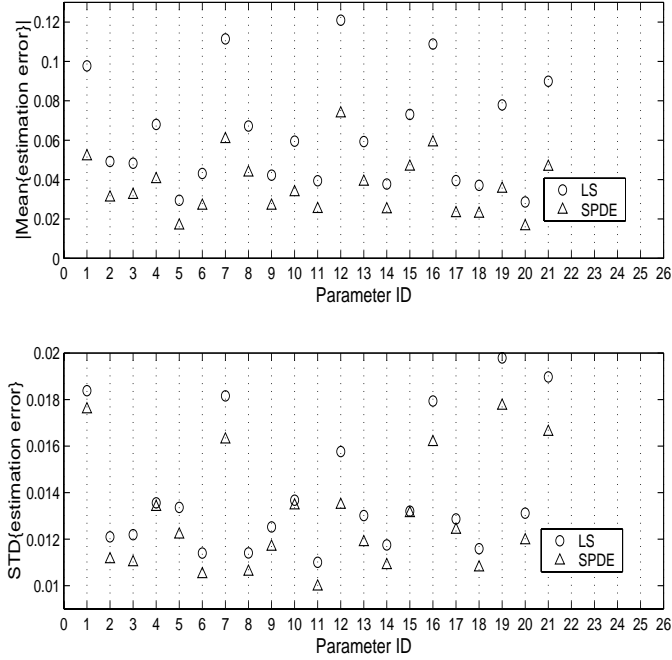 |Mean{estimation error}|
0.12
0.1
0.08
0.06
0.04
0.02
0
LS
SPDE
0 1 2 3 4 5 6 7 8 9 10 11 12 13 14 15 16 17 18 19 20 21 22 23 24 25 26
Parameter ID
STD{estimation error}
0.02
0.018
0.016
0.014
0.012
0.01
LS
SPDE
0 1 2 3 4 5 6 7 8 9 10 11 12 13 14 15 16 17 18 19 20 21 22 23 24 25 26
Parameter ID